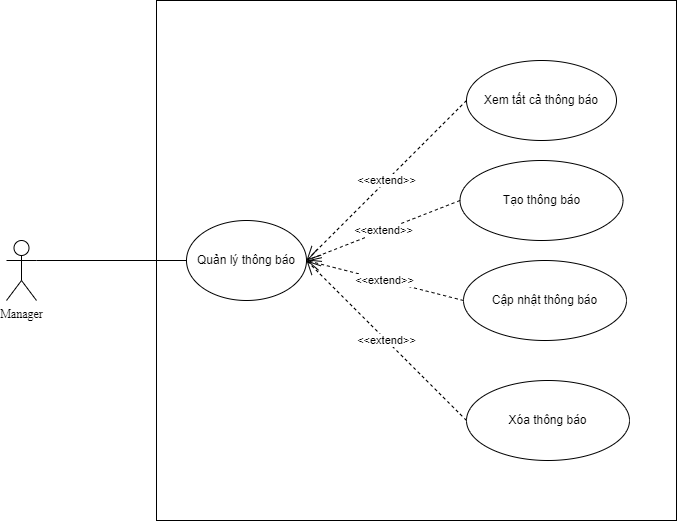 Xem tất cả thông báo
<<extend>>
Tạo thông báo
<<extend>>
Quản lý thông báo
<<extend>>
Cập nhật thông báo
Manager
<<extend>>
Xóa thông báo